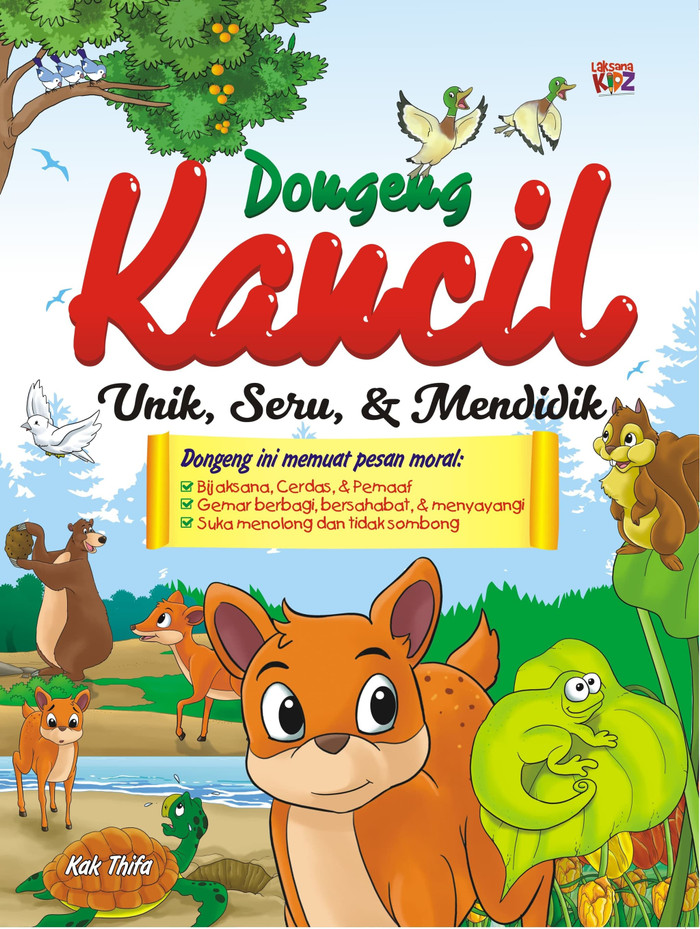 Laksana
KIDZ
Dongeng
Kancil
Unik, Seru, & Mendidik
Dongeng ini memuat pesan moral:
Bijaksana, Cerdas, & Pemaaf
Gemar berbagi, bersahabat, & menyayangi
Suka menolong dan tidak sombong
Kak Thifa